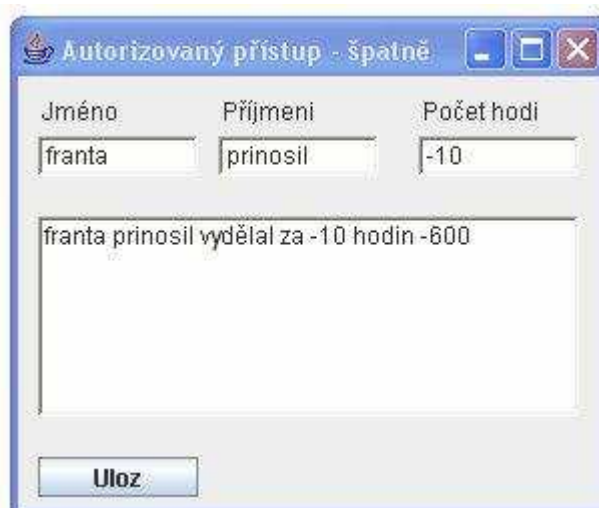 Autorizovaný přístup - špatně
Jméno Příjmeni Počet hodi
franta prinosil -10
franta prinosil vydělal za -10 hodin -600
Uloz